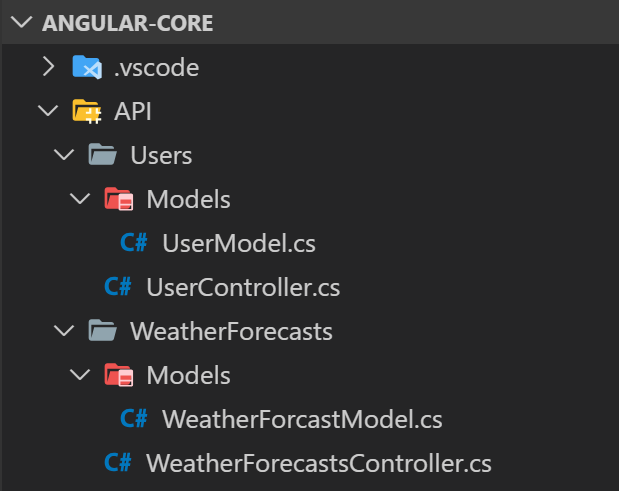 ANGULAR-CORE
.vscode
API
Users
Models
C# UserModel.cs
C# UserController.cs
WeatherForecasts
Models
C# WeatherForcastModel.cs
C# WeatherForecastsController.cs